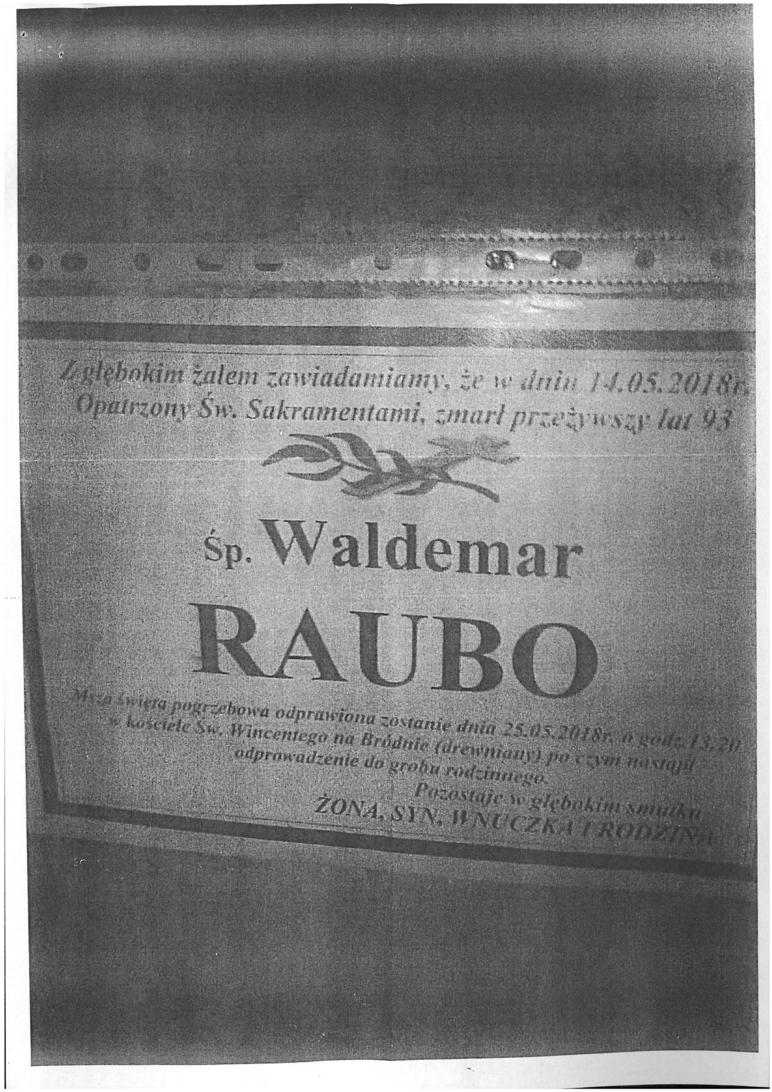 Z głębokim żalem zawiadamiamy, że w dniu 14.05.2018r.
Opatrzony Św. Sakramentami, zmarł przeżywszy lat 93
Śp. Waldemar
RAUBO
Msza święta pogrzebowa odprawiona zostanie dnia 25.05.2018r. o godz.13.20
w kościele Św. Wincentego na Bródnie (drewniany) po czym nastąpi
odprowadzenie do grobu rodzinnego.
Pozostaje w głębokim smutku
ŻONA, SYN, WNUCZKA I RODZINA